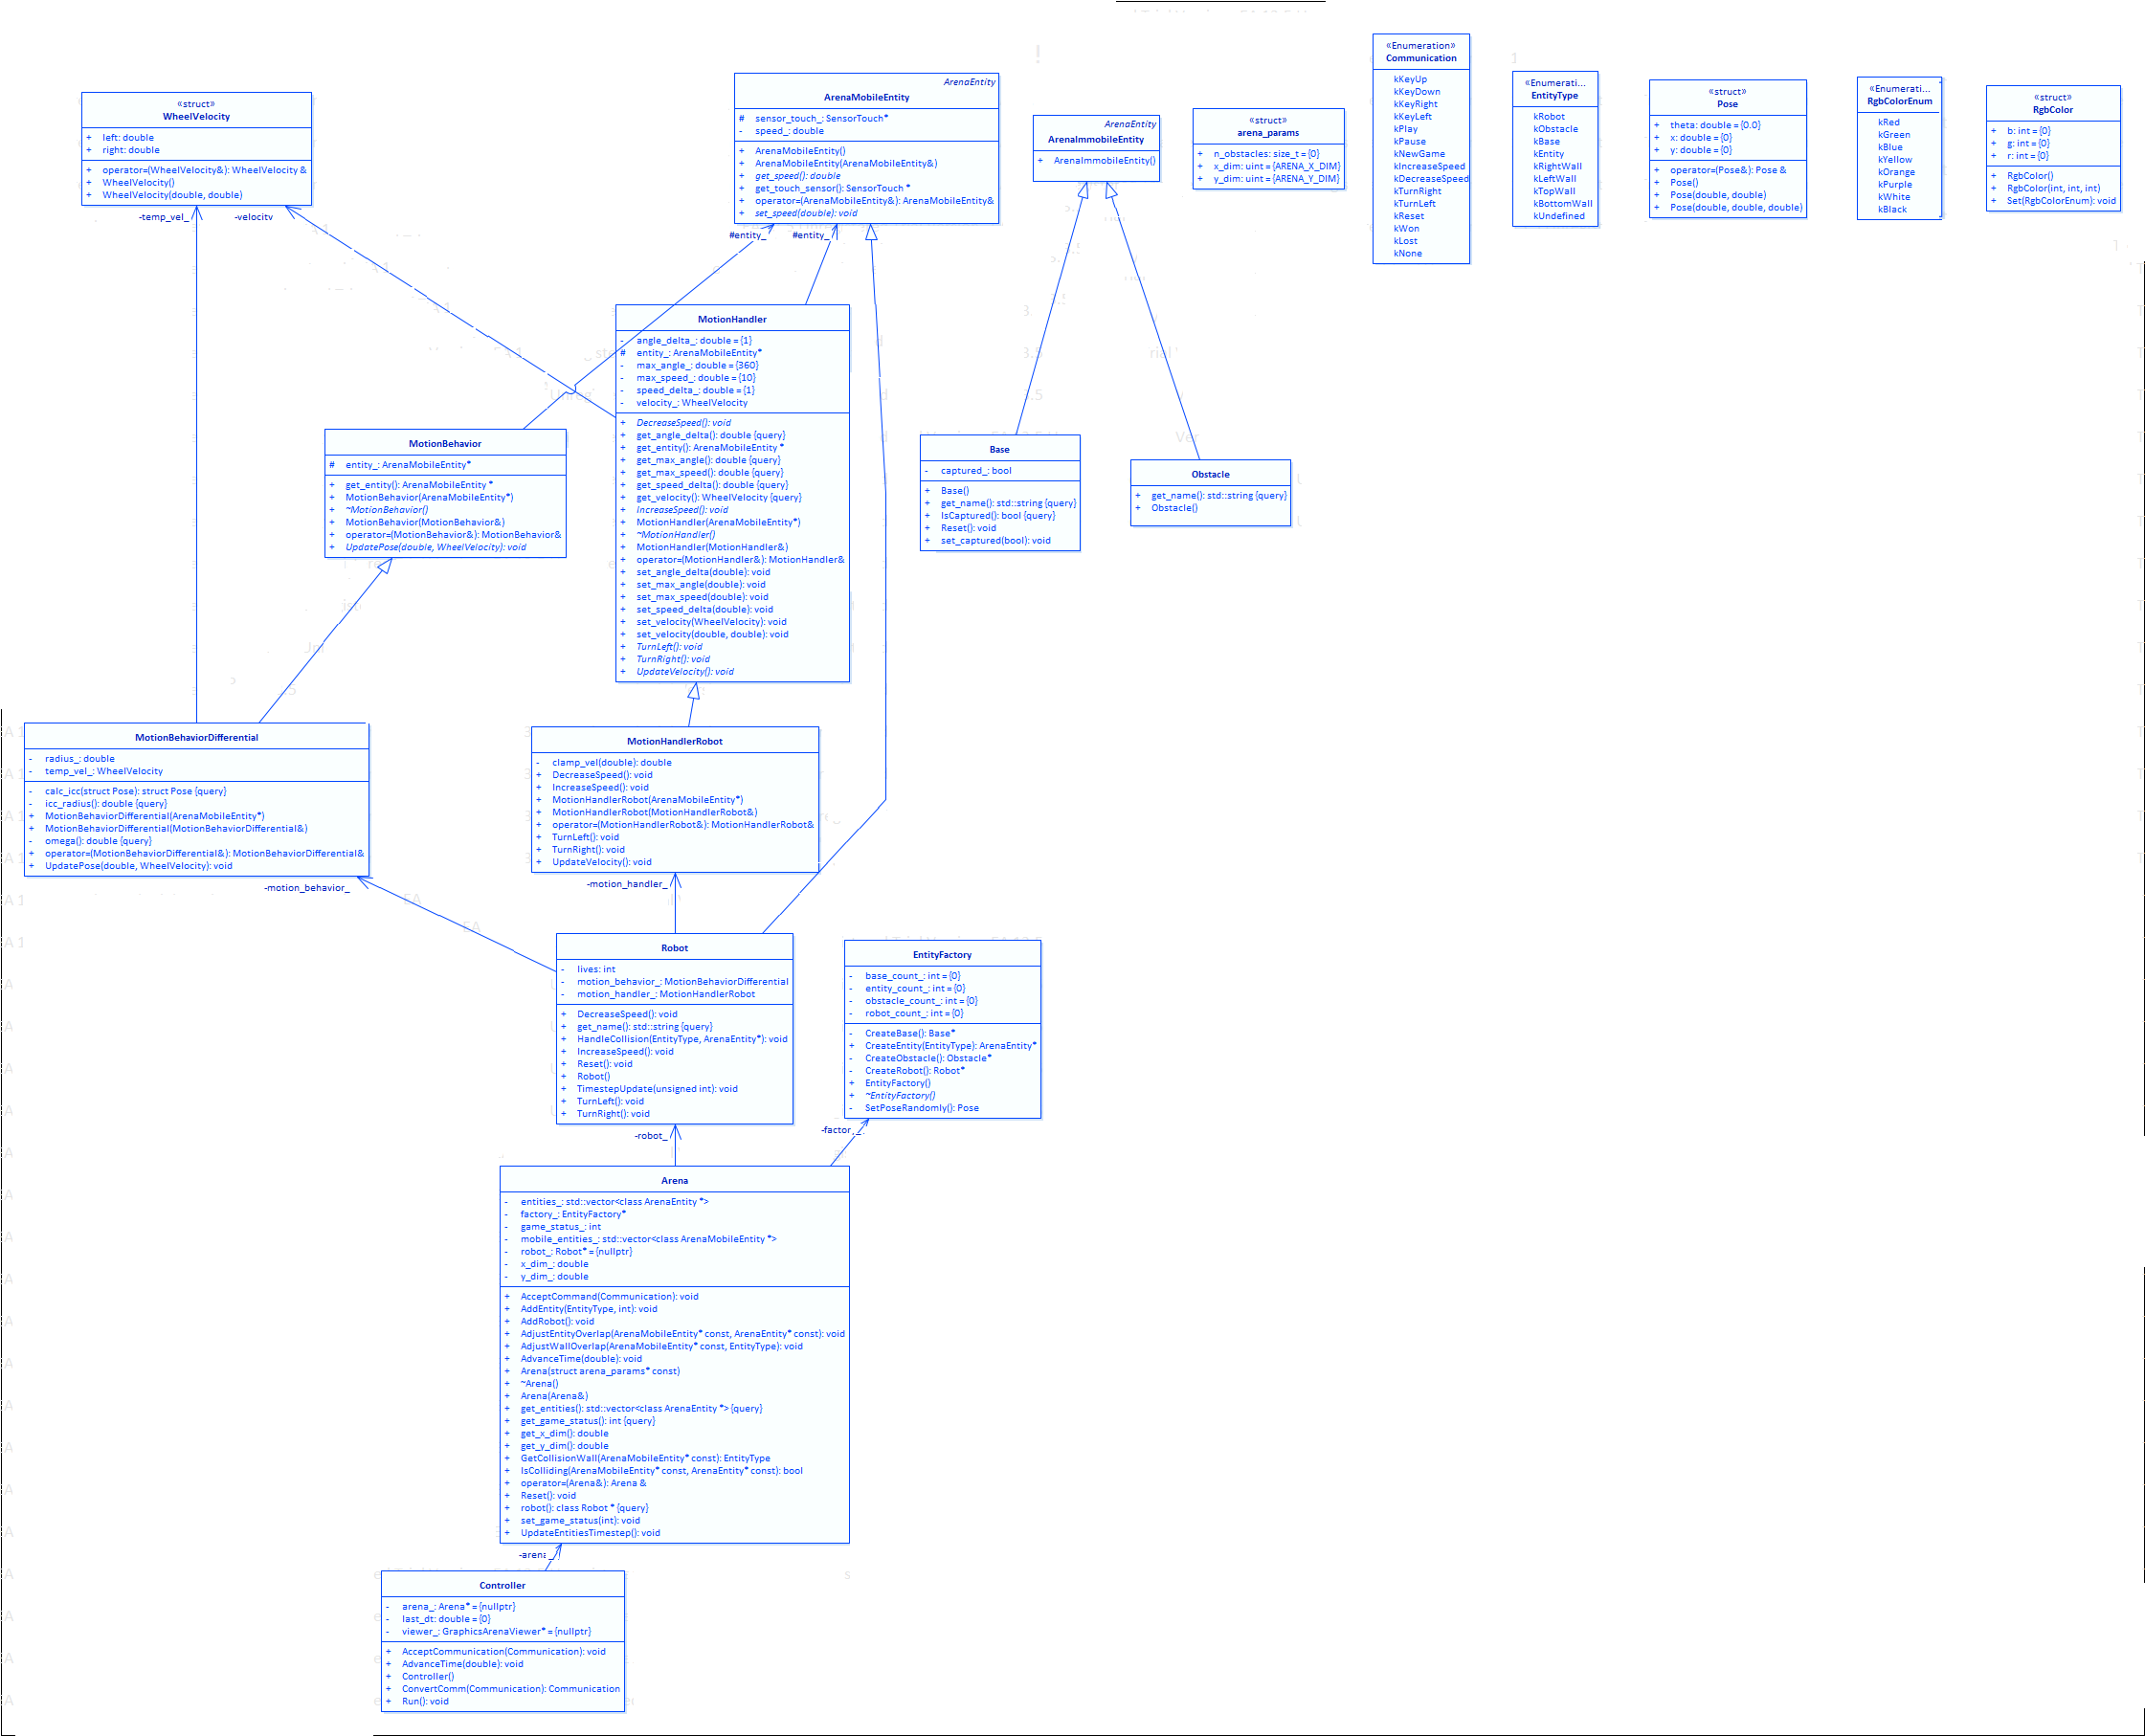 «struct»
WheelVelocity
+ left: double
+ right: double
+ operator=(WheelVelocity&): WheelVelocity &
+ WheelVelocity()
+ WheelVelocity(double, double)
-temp_vel_
-velocity
ArenaEntity
ArenaMobileEntity
# sensor_touch_: SensorTouch*
- speed_: double
+ ArenaMobileEntity()
+ ArenaMobileEntity(ArenaMobileEntity&)
+ get_speed(): double
+ get_touch_sensor(): SensorTouch *
+ operator=(ArenaMobileEntity&): ArenaMobileEntity&
+ set_speed(double): void
#entity_
#entity_
ArenaEntity
ArenaImmobileEntity
+ ArenaImmobileEntity()
«struct»
arena_params
+ n_obstacles: size_t = {0}
+ x_dim: uint = {ARENA_X_DIM}
+ y_dim: uint = {ARENA_Y_DIM}
«Enumeration»
Communication
kKeyUp
kKeyDown
kKeyRight
kKeyLeft
kPlay
kPause
kNewGame
kIncreaseSpeed
kDecreaseSpeed
kTurnRight
kTurnLeft
kReset
kWon
kLost
kNone
«Enumerati...
EntityType
kRobot
kObstacle
kBase
kEntity
kRightWall
kLeftWall
kTopWall
kBottomWall
kUndefined
«struct»
Pose
+ theta: double = {0.0}
+ x: double = {0}
+ y: double = {0}
+ operator=(Pose&): Pose &
+ Pose()
+ Pose(double, double)
+ Pose(double, double, double)
«Enumerati...
RgbColorEnum
kRed
kGreen
kBlue
kYellow
kOrange
kPurple
kWhite
kBlack
«struct»
RgbColor
+ b: int = {0}
+ g: int = {0}
+ r: int = {0}
+ RgbColor()
+ RgbColor(int, int, int)
+ Set(RgbColorEnum): void
MotionHandler
- angle_delta_: double = {1}
# entity_: ArenaMobileEntity*
- max_angle_: double = {360}
- max_speed_: double = {10}
- speed_delta_: double = {1}
- velocity_: WheelVelocity
+ DecreaseSpeed(): void
+ get_angle_delta(): double {query}
+ get_entity(): ArenaMobileEntity *
+ get_max_angle(): double {query}
+ get_max_speed(): double {query}
+ get_speed_delta(): double {query}
+ get_velocity(): WheelVelocity {query}
+ IncreaseSpeed(): void
+ MotionHandler(ArenaMobileEntity*)
+ ~MotionHandler()
+ MotionHandler(MotionHandler&)
+ operator=(MotionHandler&): MotionHandler&
+ set_angle_delta(double): void
+ set_max_angle(double): void
+ set_max_speed(double): void
+ set_speed_delta(double): void
+ set_velocity(WheelVelocity): void
+ set_velocity(double, double): void
+ TurnLeft(): void
+ TurnRight(): void
+ UpdateVelocity(): void
MotionBehavior
# entity_: ArenaMobileEntity*
+ get_entity(): ArenaMobileEntity *
+ MotionBehavior(ArenaMobileEntity*)
+ ~MotionBehavior()
+ MotionBehavior(MotionBehavior&)
+ operator=(MotionBehavior&): MotionBehavior&
+ UpdatePose(double, WheelVelocity): void
Base
- captured_: bool
+ Base()
+ get_name(): std::string {query}
+ IsCaptured(): bool {query}
+ Reset(): void
+ set_captured(bool): void
Obstacle
+ get_name(): std::string {query}
+ Obstacle()
MotionBehaviorDifferential
- radius_: double
- temp_vel_: WheelVelocity
- calc_icc(struct Pose): struct Pose {query}
- icc_radius(): double {query}
+ MotionBehaviorDifferential(ArenaMobileEntity*)
+ MotionBehaviorDifferential(MotionBehaviorDifferential&)
- omega(): double {query}
+ operator=(MotionBehaviorDifferential&): MotionBehaviorDifferential&
+ UpdatePose(double, WheelVelocity): void
-motion_behavior_
MotionHandlerRobot
- clamp_vel(double): double
+ DecreaseSpeed(): void
+ IncreaseSpeed(): void
+ MotionHandlerRobot(ArenaMobileEntity*)
+ MotionHandlerRobot(MotionHandlerRobot&)
+ operator=(MotionHandlerRobot&): MotionHandlerRobot&
+ TurnLeft(): void
+ TurnRight(): void
+ UpdateVelocity(): void
-motion_handler_
Robot
- lives: int
- motion_behavior_: MotionBehaviorDifferential
- motion_handler_: MotionHandlerRobot
+ DecreaseSpeed(): void
+ get_name(): std::string {query}
+ HandleCollision(EntityType, ArenaEntity*): void
+ IncreaseSpeed(): void
+ Reset(): void
+ Robot()
+ TimestepUpdate(unsigned int): void
+ TurnLeft(): void
+ TurnRight(): void
-robot_
EntityFactory
- base_count_: int = {0}
- entity_count_: int = {0}
- obstacle_count_: int = {0}
- robot_count_: int = {0}
- CreateBase(): Base*
+ CreateEntity(EntityType): ArenaEntity*
- CreateObstacle(): Obstacle*
- CreateRobot(): Robot*
+ EntityFactory()
+ ~EntityFactory()
- SetPoseRandomly(): Pose
-factor
Arena
- entities_: std::vector<class ArenaEntity *>
- factory_: EntityFactory*
- game_status_: int
- mobile_entities_: std::vector<class ArenaMobileEntity *>
- robot_: Robot* = {nullptr}
- x_dim_: double
- y_dim_: double
+ AcceptCommand(Communication): void
+ AddEntity(EntityType, int): void
+ AddRobot(): void
+ AdjustEntityOverlap(ArenaMobileEntity* const, ArenaEntity* const): void
+ AdjustWallOverlap(ArenaMobileEntity* const, EntityType): void
+ AdvanceTime(double): void
+ Arena(struct arena_params* const)
+ ~Arena()
+ Arena(Arena&)
+ get_entities(): std::vector<class ArenaEntity *> {query}
+ get_game_status(): int {query}
+ get_x_dim(): double
+ get_y_dim(): double
+ GetCollisionWall(ArenaMobileEntity* const): EntityType
+ IsColliding(ArenaMobileEntity* const, ArenaEntity* const): bool
+ operator=(Arena&): Arena &
+ Reset(): void
+ robot(): class Robot * {query}
+ set_game_status(int): void
+ UpdateEntitiesTimestep(): void
-arena_
Controller
- arena_: Arena* = {nullptr}
- last_dt: double = {0}
- viewer_: GraphicsArenaViewer* = {nullptr}
+ AcceptCommunication(Communication): void
+ AdvanceTime(double): void
+ Controller()
+ ConvertComm(Communication): Communication
+ Run(): void